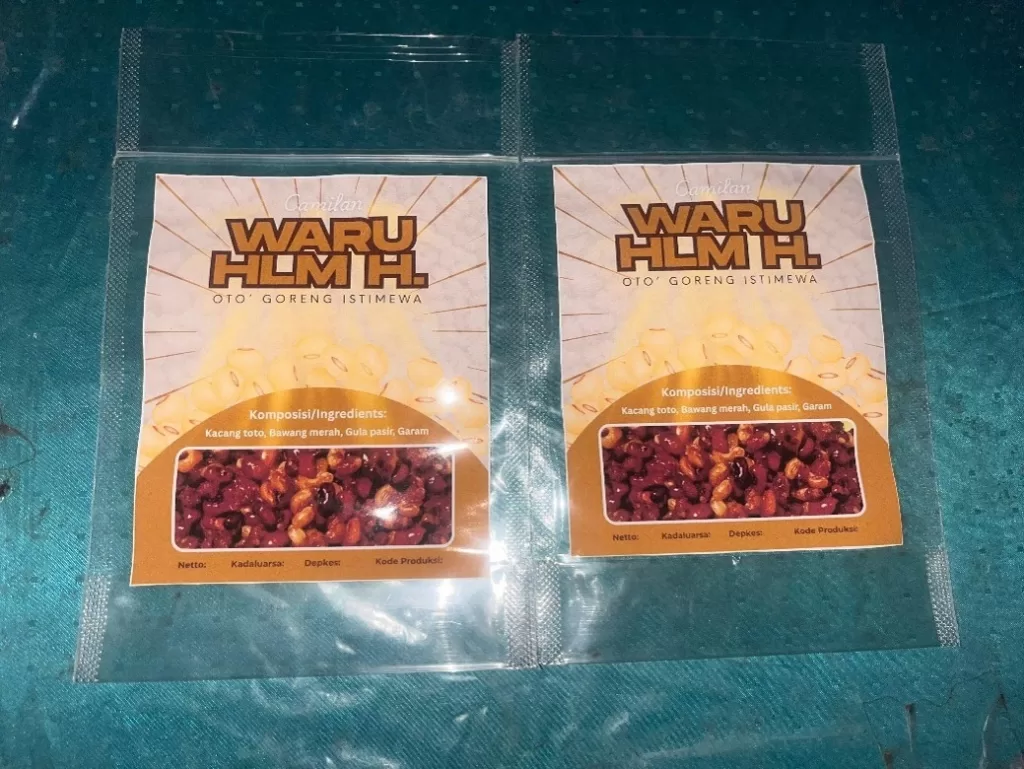 Camilan
WARU
HLM H.
OTO' GORENG ISTIMEWA
Komposisi/Ingredients:
Kacang toto, Bawang merah, Gula pasir, Garam
Netto: Kadaluarsa: Depkes: Kode Produksi:
Camilan
WARU
HLM H.
OTO' GORENG ISTIMEWA
Komposisi/Ingredients:
Kacang toto, Bawang merah, Gula pasir, Garam
Netto: Kadaluarsa: Depkes: Kode Produksi: